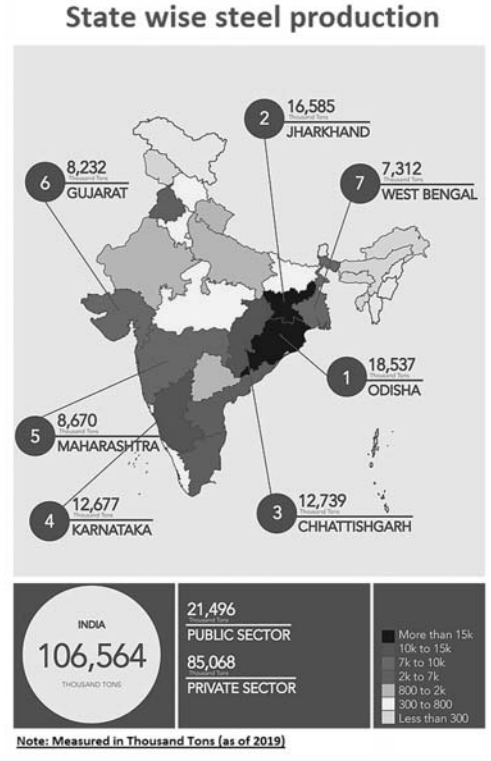 State wise steel production
2
16,585
Thousand Tons
JHARKHAND
6
8,232
Thousand Tons
GUJARAT
7
7,312
Thousand Tons
WEST BENGAL
1
18,537
Thousand Tons
ODISHA
5
8,670
Thousand Tons
MAHARASHTRA
4
12,677
Thousand Tons
KARNATAKA
3
12,739
Thousand Tons
CHHATTISHGARH
INDIA
106,564
THOUSAND TONS
21,496
Thousand Tons
PUBLIC SECTOR
85,068
Thousand Tons
PRIVATE SECTOR
More than 15k
10k to 15k
7k to 10k
2k to 7k
800 to 2k
300 to 800
Less than 300
Note: Measured in Thousand Tons (as of 2019)